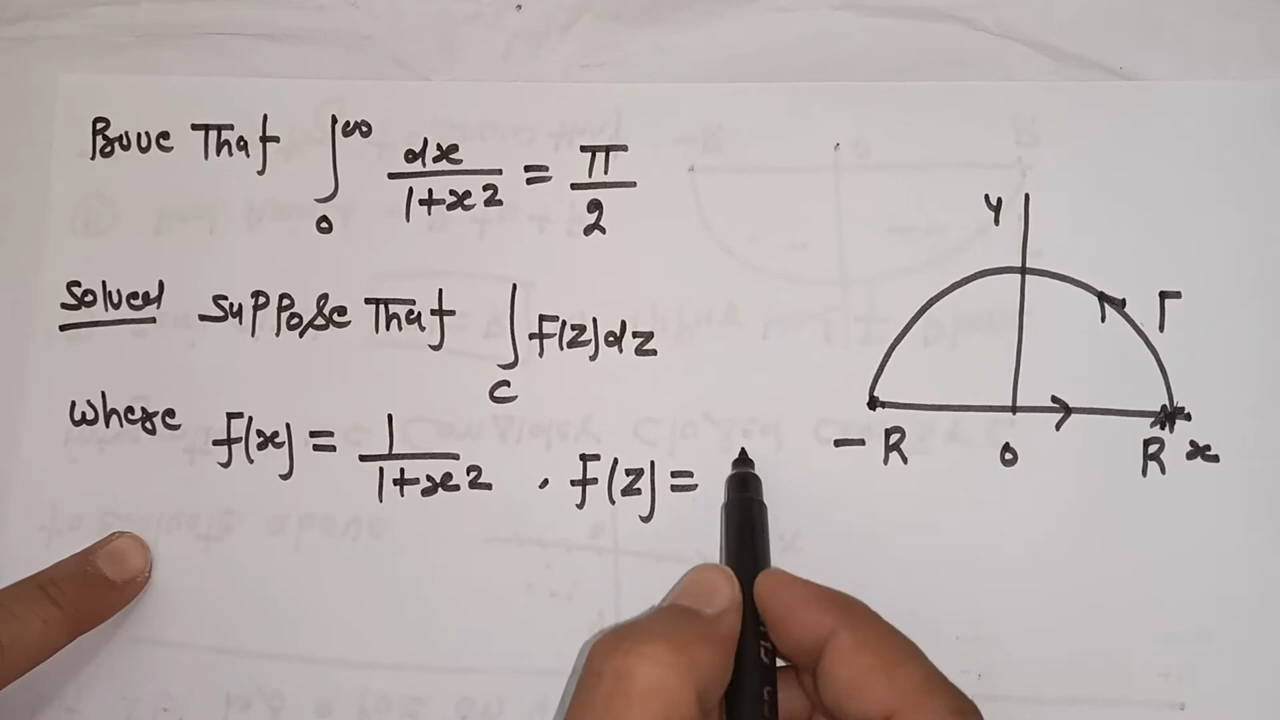 Prove That ∫₀^∞ dx/(1+x²) = π/2
Solved Suppose That ∫_C f(z)dz
where f(x) = 1/(1+x²) . f(z) =
y
Γ
-R 0 R x